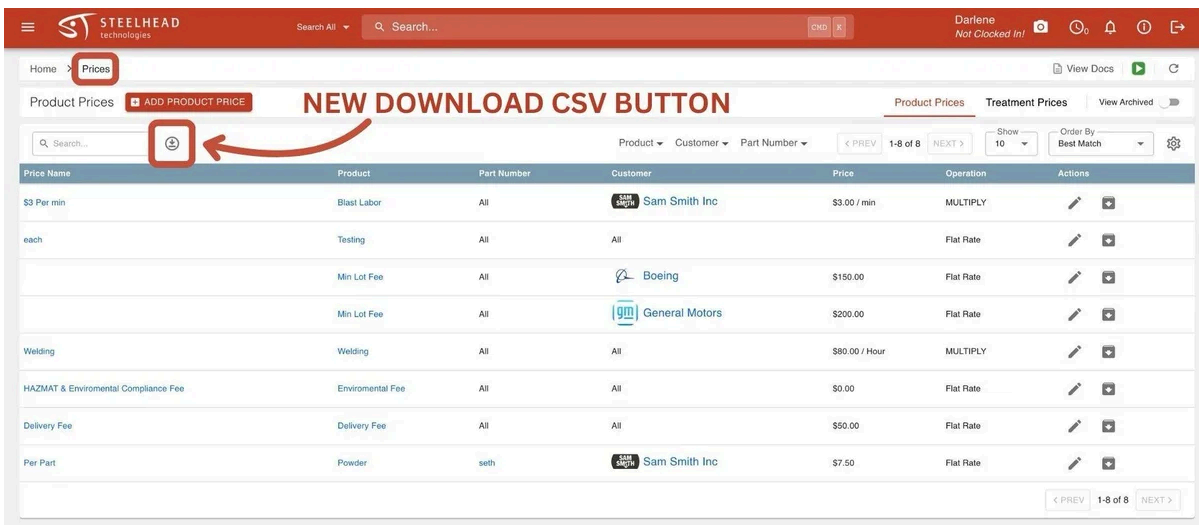 STEELHEAD
technologies
Search All
Search...
CMD K
Darlene
Not Clocked In!
0
Home > Prices
View Docs
Product Prices
ADD PRODUCT PRICE
NEW DOWNLOAD CSV BUTTON
Product Prices
Treatment Prices
View Archived
Search...
Product
Customer
Part Number
< PREV 1-8 of 8 NEXT >
Show
10
Order By
Best Match
Price Name Product Part Number Customer Price Operation Actions
$3 Per min Blast Labor All SAM SMITH Sam Smith Inc $3.00 / min MULTIPLY
each Testing All All Flat Rate
Min Lot Fee All Boeing $150.00 Flat Rate
Min Lot Fee All gm General Motors $200.00 Flat Rate
Welding Welding All All $80.00 / Hour MULTIPLY
HAZMAT & Enviromental Compliance Fee Enviromental Fee All All $0.00 Flat Rate
Delivery Fee Delivery Fee All All $50.00 Flat Rate
Per Part Powder seth SAM SMITH Sam Smith Inc $7.50 Flat Rate
< PREV 1-8 of 8 NEXT >